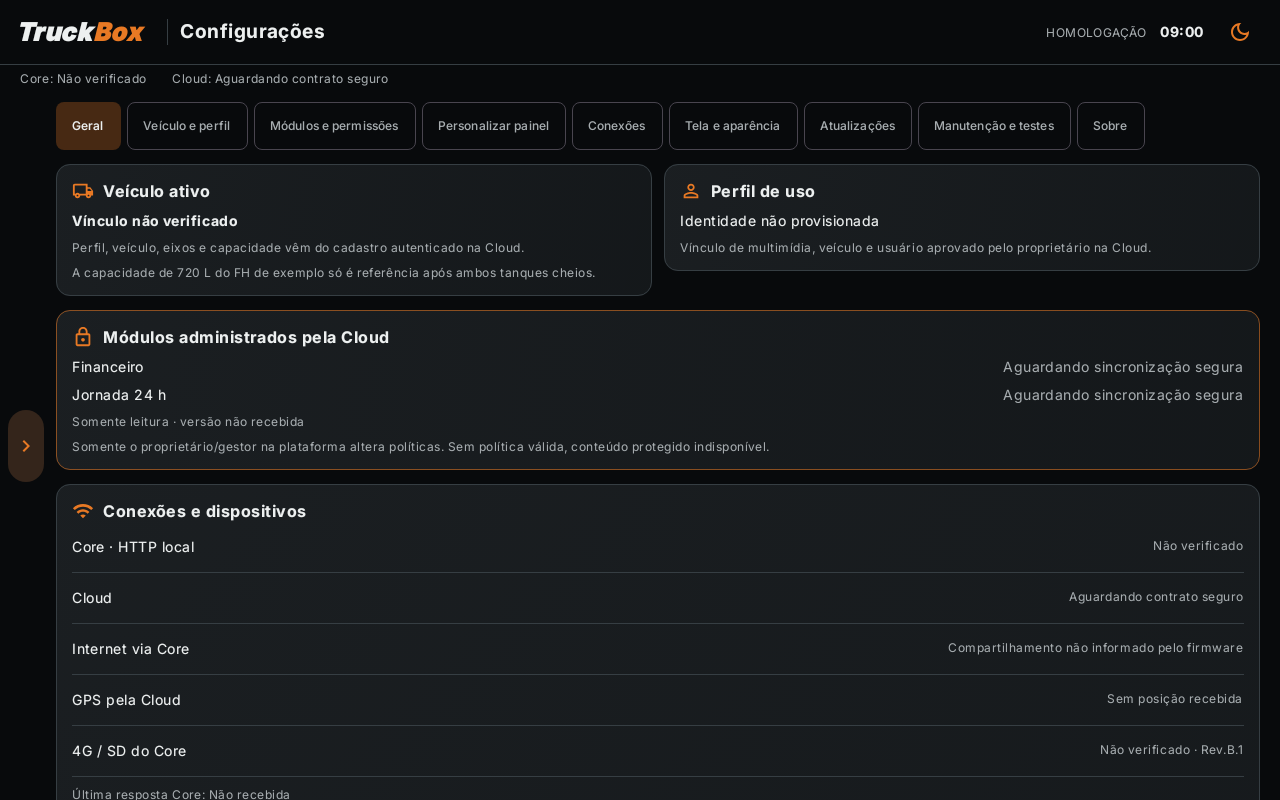 TruckBox
Configurações
HOMOLOGAÇÃO 09:00
Core: Não verificado Cloud: Aguardando contrato seguro
Geral
Veículo e perfil
Módulos e permissões
Personalizar painel
Conexões
Tela e aparência
Atualizações
Manutenção e testes
Sobre
Veículo ativo
Vínculo não verificado
Perfil, veículo, eixos e capacidade vêm do cadastro autenticado na Cloud.
A capacidade de 720 L do FH de exemplo só é referência após ambos tanques cheios.
Perfil de uso
Identidade não provisionada
Vínculo de multimídia, veículo e usuário aprovado pelo proprietário na Cloud.
Módulos administrados pela Cloud
Financeiro Aguardando sincronização segura
Jornada 24 h Aguardando sincronização segura
Somente leitura · versão não recebida
Somente o proprietário/gestor na plataforma altera políticas. Sem política válida, conteúdo protegido indisponível.
Conexões e dispositivos
Core · HTTP local Não verificado
Cloud Aguardando contrato seguro
Internet via Core Compartilhamento não informado pelo firmware
GPS pela Cloud Sem posição recebida
4G / SD do Core Não verificado · Rev.B.1
Última resposta Core: Não recebida